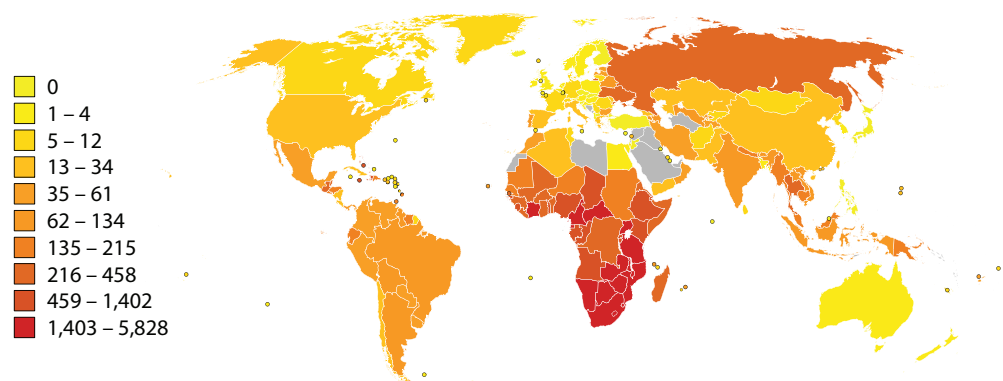 0
1 – 4
5 – 12
13 – 34
35 – 61
62 – 134
135 – 215
216 – 458
459 – 1,402
1,403 – 5,828